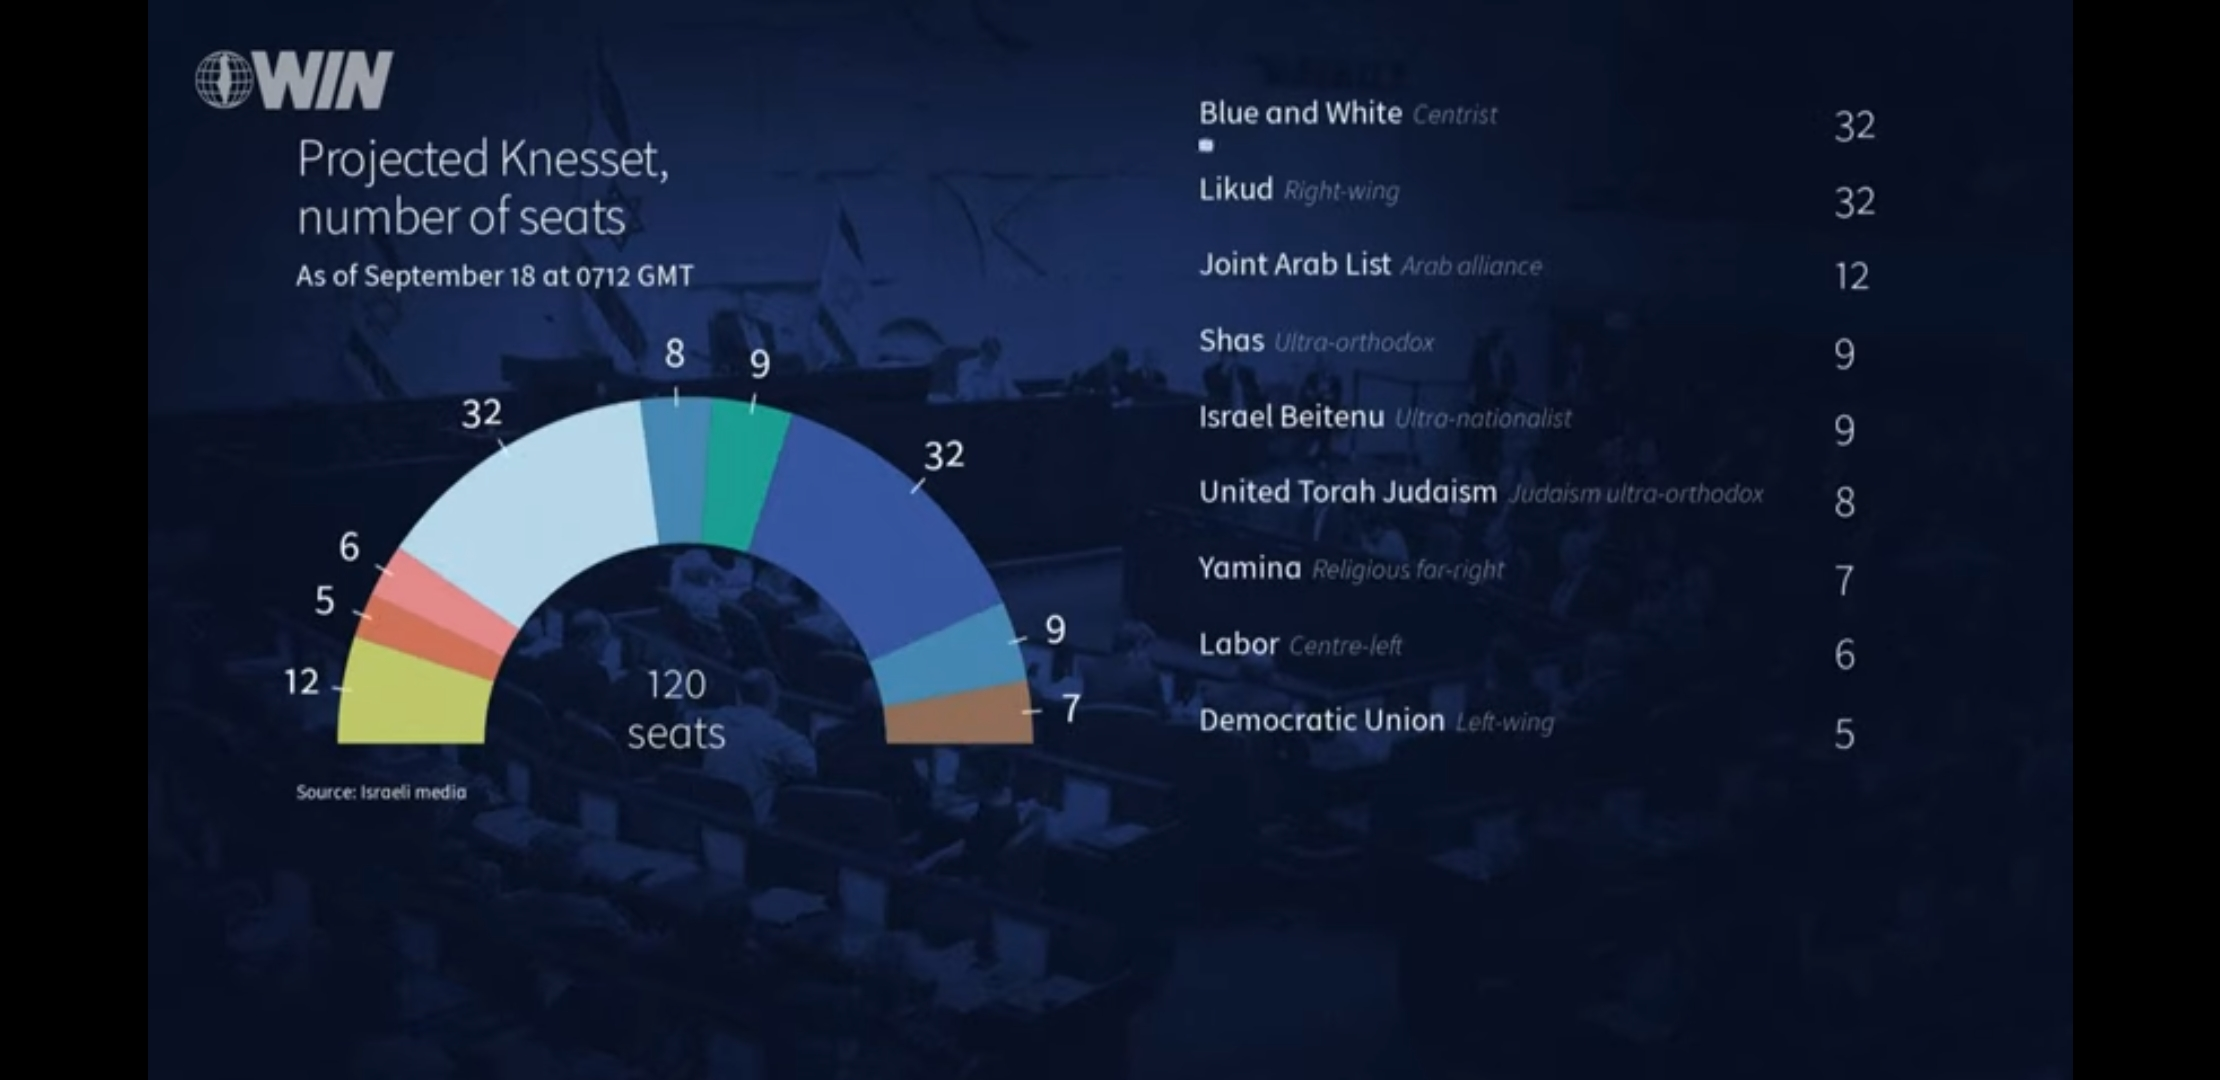 WIN
Projected Knesset,
number of seats
As of September 18 at 0712 GMT
8
9
32
32
6
5
9
12
7
120
seats
Source: Israeli media
Blue and White Centrist 32
Likud Right-wing 32
Joint Arab List Arab alliance 12
Shas Ultra-orthodox 9
Israel Beitenu Ultra-nationalist 9
United Torah Judaism Judaism ultra-orthodox 8
Yamina Religious far-right 7
Labor Centre-left 6
Democratic Union Left-wing 5